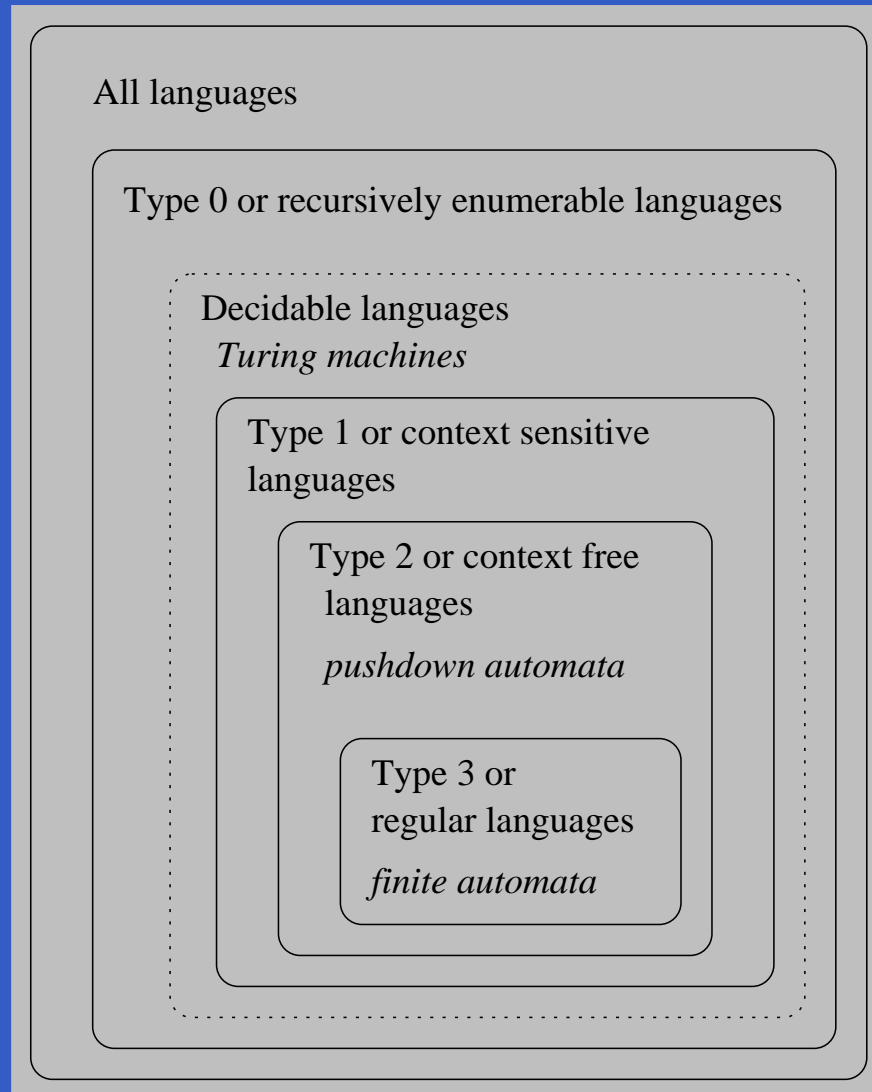 All languages
Type 0 or recursively enumerable languages
Decidable languages
Turing machines
Type 1 or context sensitive
languages
Type 2 or context free
languages
pushdown automata
Type 3 or
regular languages
finite automata